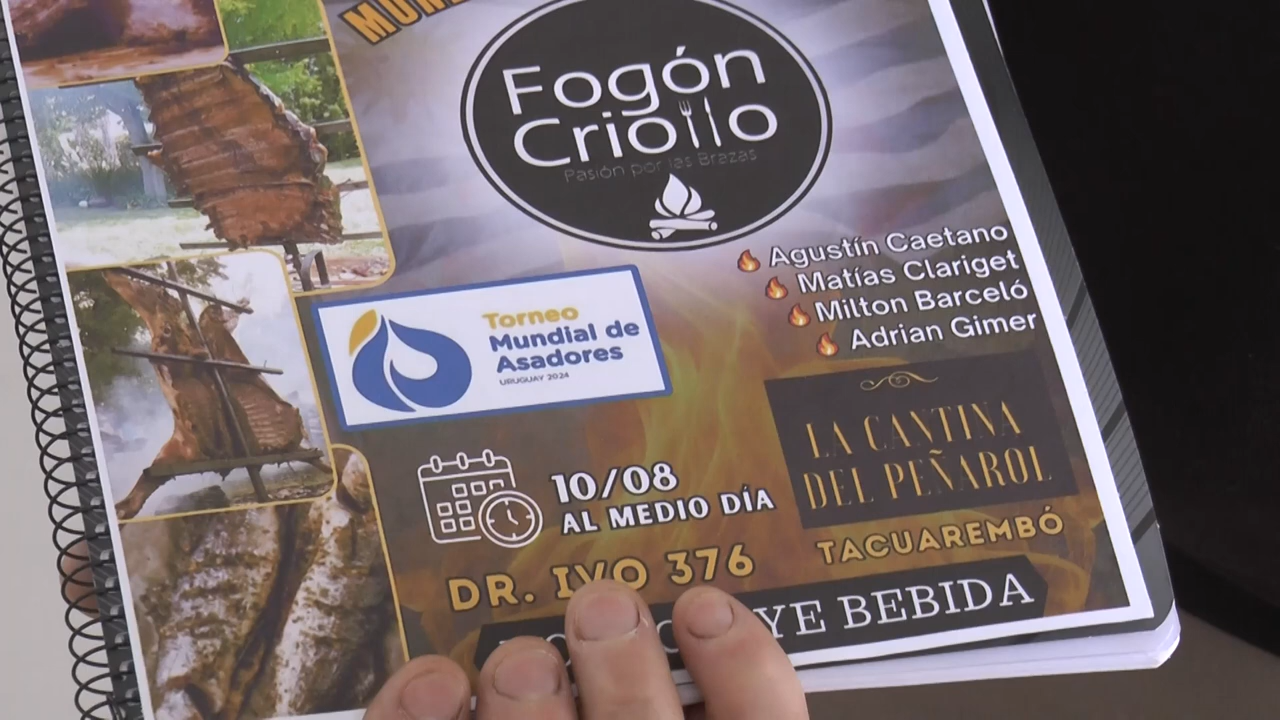 Fogón
Criollo
Pasión por las Brazas
Agustín Caetano
Matías Clariget
Milton Barceló
Adrian Gimer
Torneo
Mundial de
Asadores
URUGUAY 2024
LA CANTINA
DEL PEÑAROL
10/08
AL MEDIO DÍA
TACUAREMBÓ
DR. IVO 376
BEBIDA